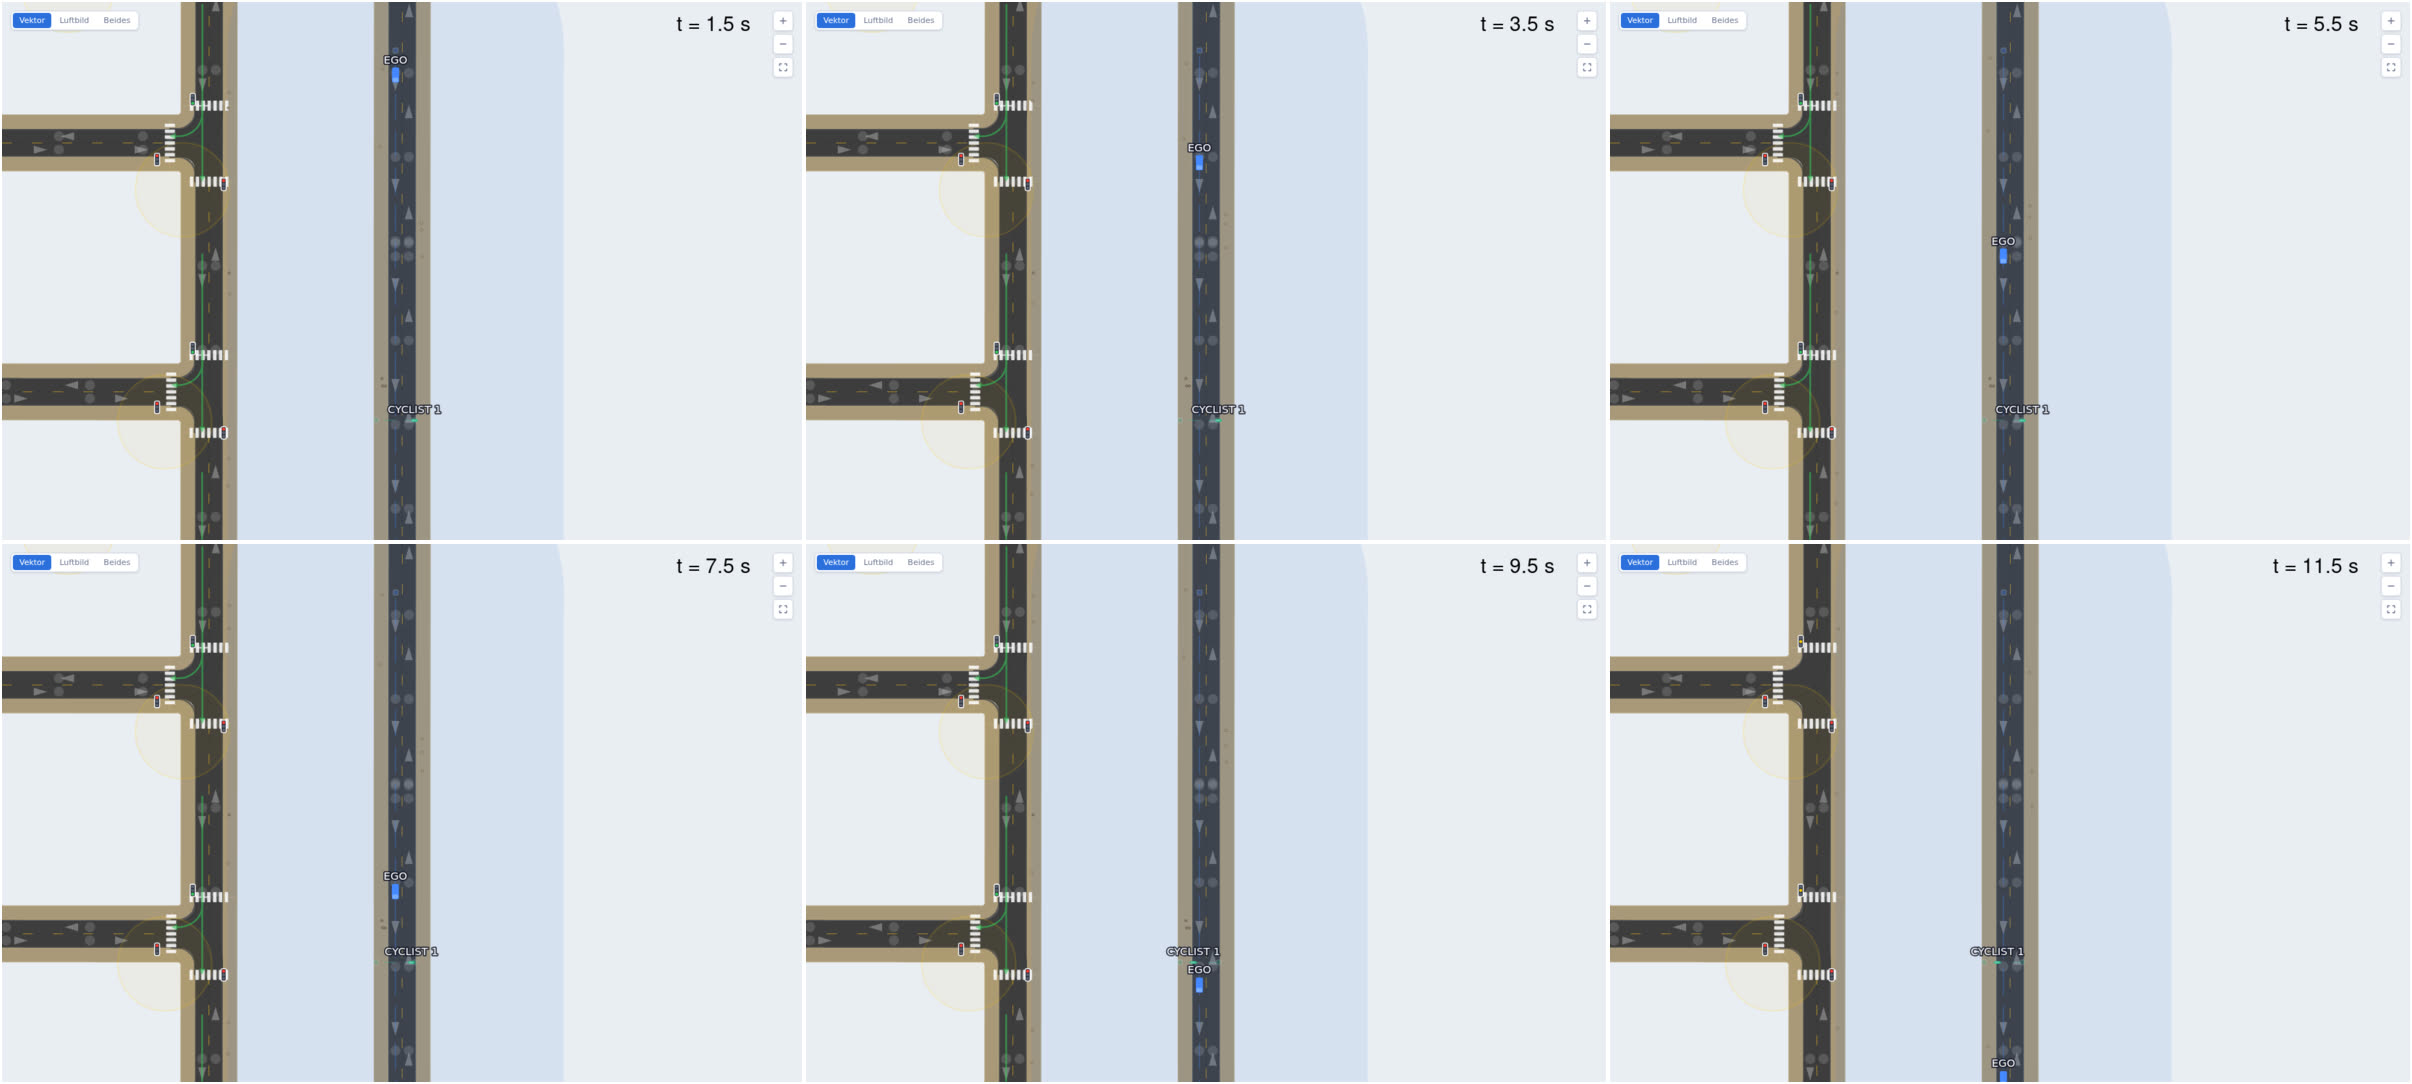 Vektor Luftbild Beides
t = 1.5 s
+
−
EGO
CYCLIST 1
Vektor Luftbild Beides
t = 3.5 s
+
−
EGO
CYCLIST 1
Vektor Luftbild Beides
t = 5.5 s
+
−
EGO
CYCLIST 1
Vektor Luftbild Beides
t = 7.5 s
+
−
EGO
CYCLIST 1
Vektor Luftbild Beides
t = 9.5 s
+
−
CYCLIST 1
EGO
Vektor Luftbild Beides
t = 11.5 s
+
−
CYCLIST 1
EGO